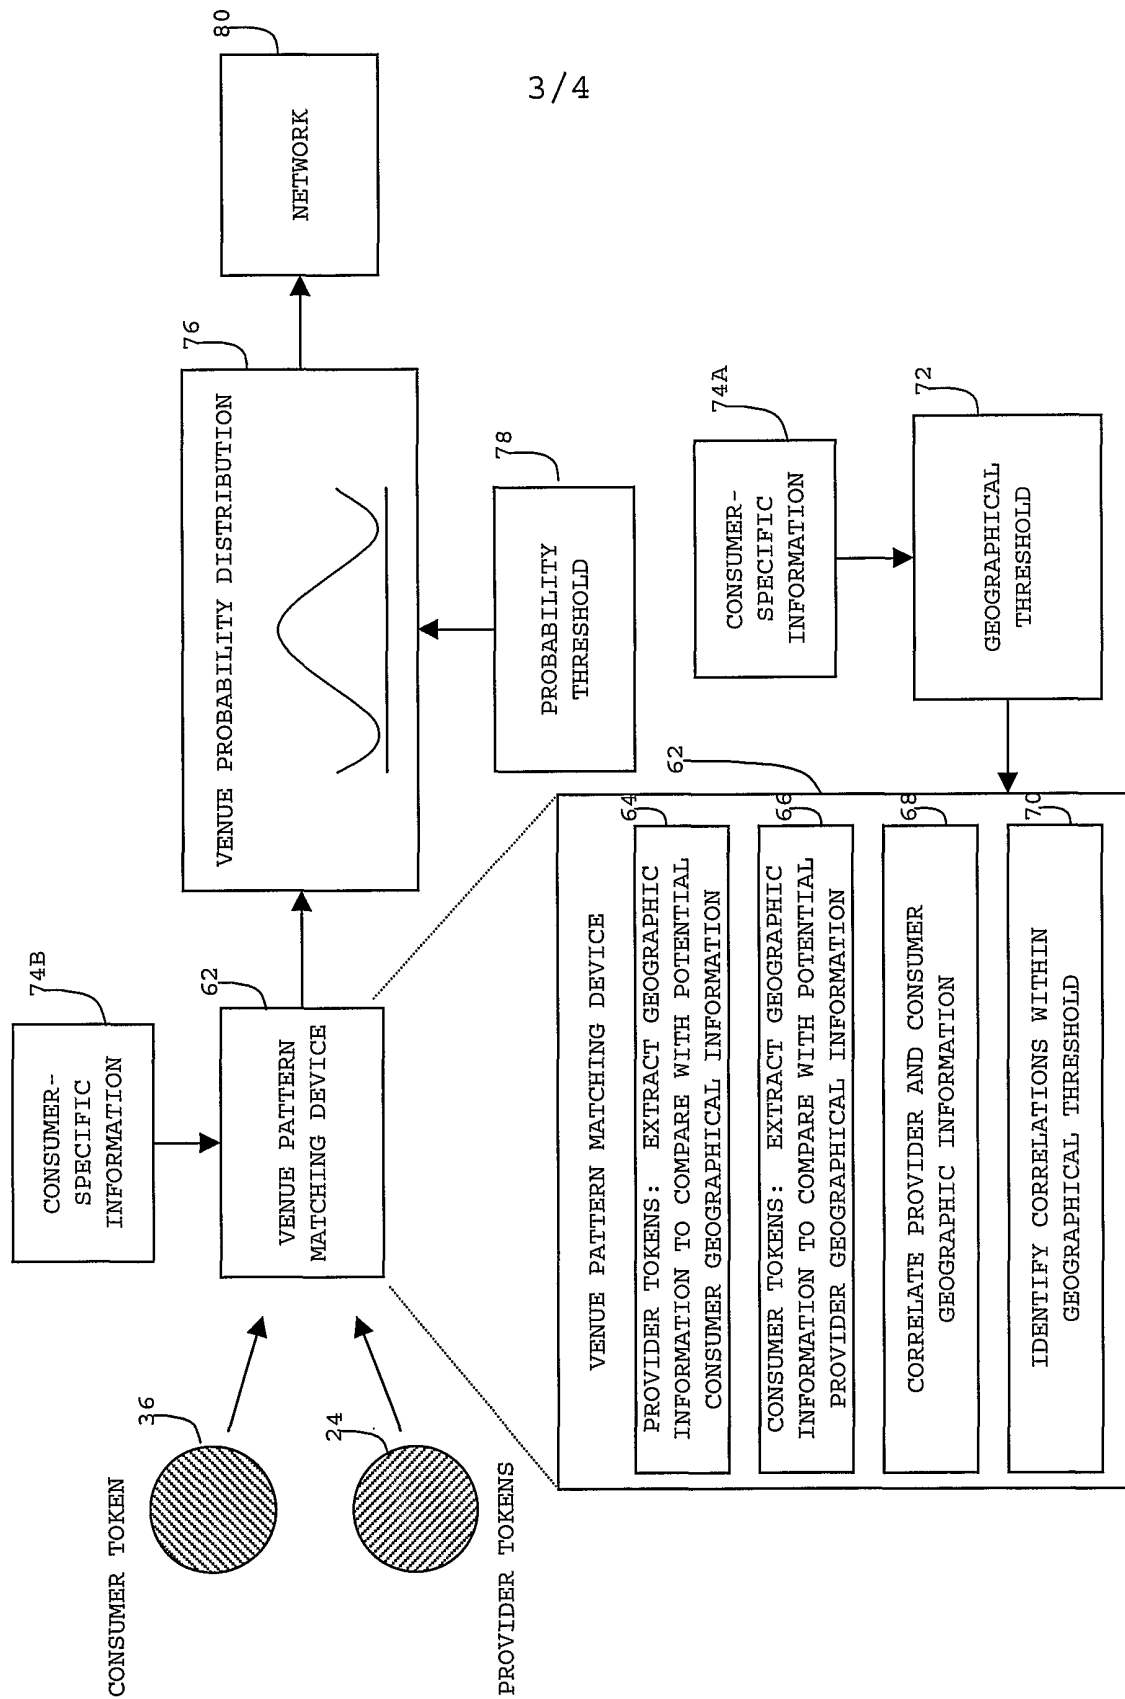 3/4
CONSUMER TOKEN
36
PROVIDER TOKENS
24
CONSUMER-
SPECIFIC
INFORMATION
74B
VENUE PATTERN
MATCHING DEVICE
62
VENUE PROBABILITY DISTRIBUTION
76
NETWORK
80
PROBABILITY
THRESHOLD
78
CONSUMER-
SPECIFIC
INFORMATION
74A
GEOGRAPHICAL
THRESHOLD
72
62
VENUE PATTERN MATCHING DEVICE
PROVIDER TOKENS: EXTRACT GEOGRAPHIC
INFORMATION TO COMPARE WITH POTENTIAL
CONSUMER GEOGRAPHICAL INFORMATION
64
CONSUMER TOKENS: EXTRACT GEOGRAPHIC
INFORMATION TO COMPARE WITH POTENTIAL
PROVIDER GEOGRAPHICAL INFORMATION
66
CORRELATE PROVIDER AND CONSUMER
GEOGRAPHIC INFORMATION
68
IDENTIFY CORRELATIONS WITHIN
GEOGRAPHICAL THRESHOLD
70